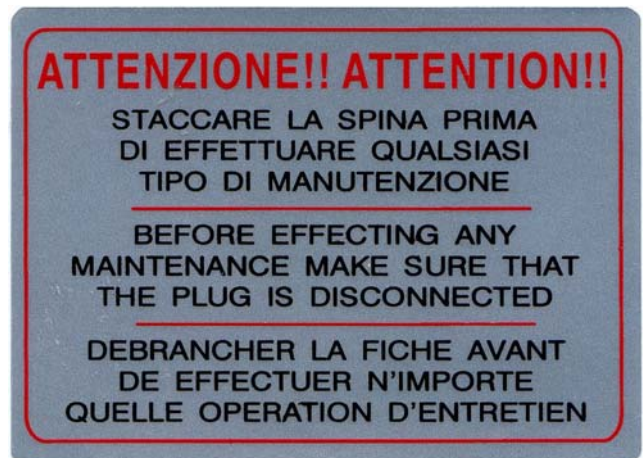 ATTENZIONE!! ATTENTION!!
STACCARE LA SPINA PRIMA
DI EFFETTUARE QUALSIASI
TIPO DI MANUTENZIONE
BEFORE EFFECTING ANY
MAINTENANCE MAKE SURE THAT
THE PLUG IS DISCONNECTED
DEBRANCHER LA FICHE AVANT
DE EFFECTUER N'IMPORTE
QUELLE OPERATION D'ENTRETIEN